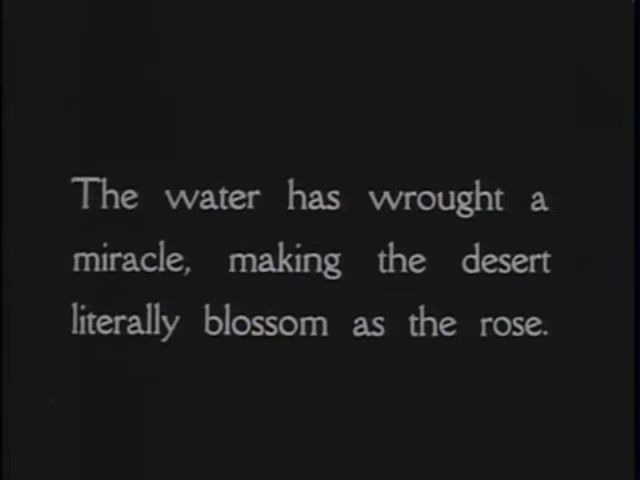 The water has wrought a
miracle, making the desert
literally blossom as the rose.